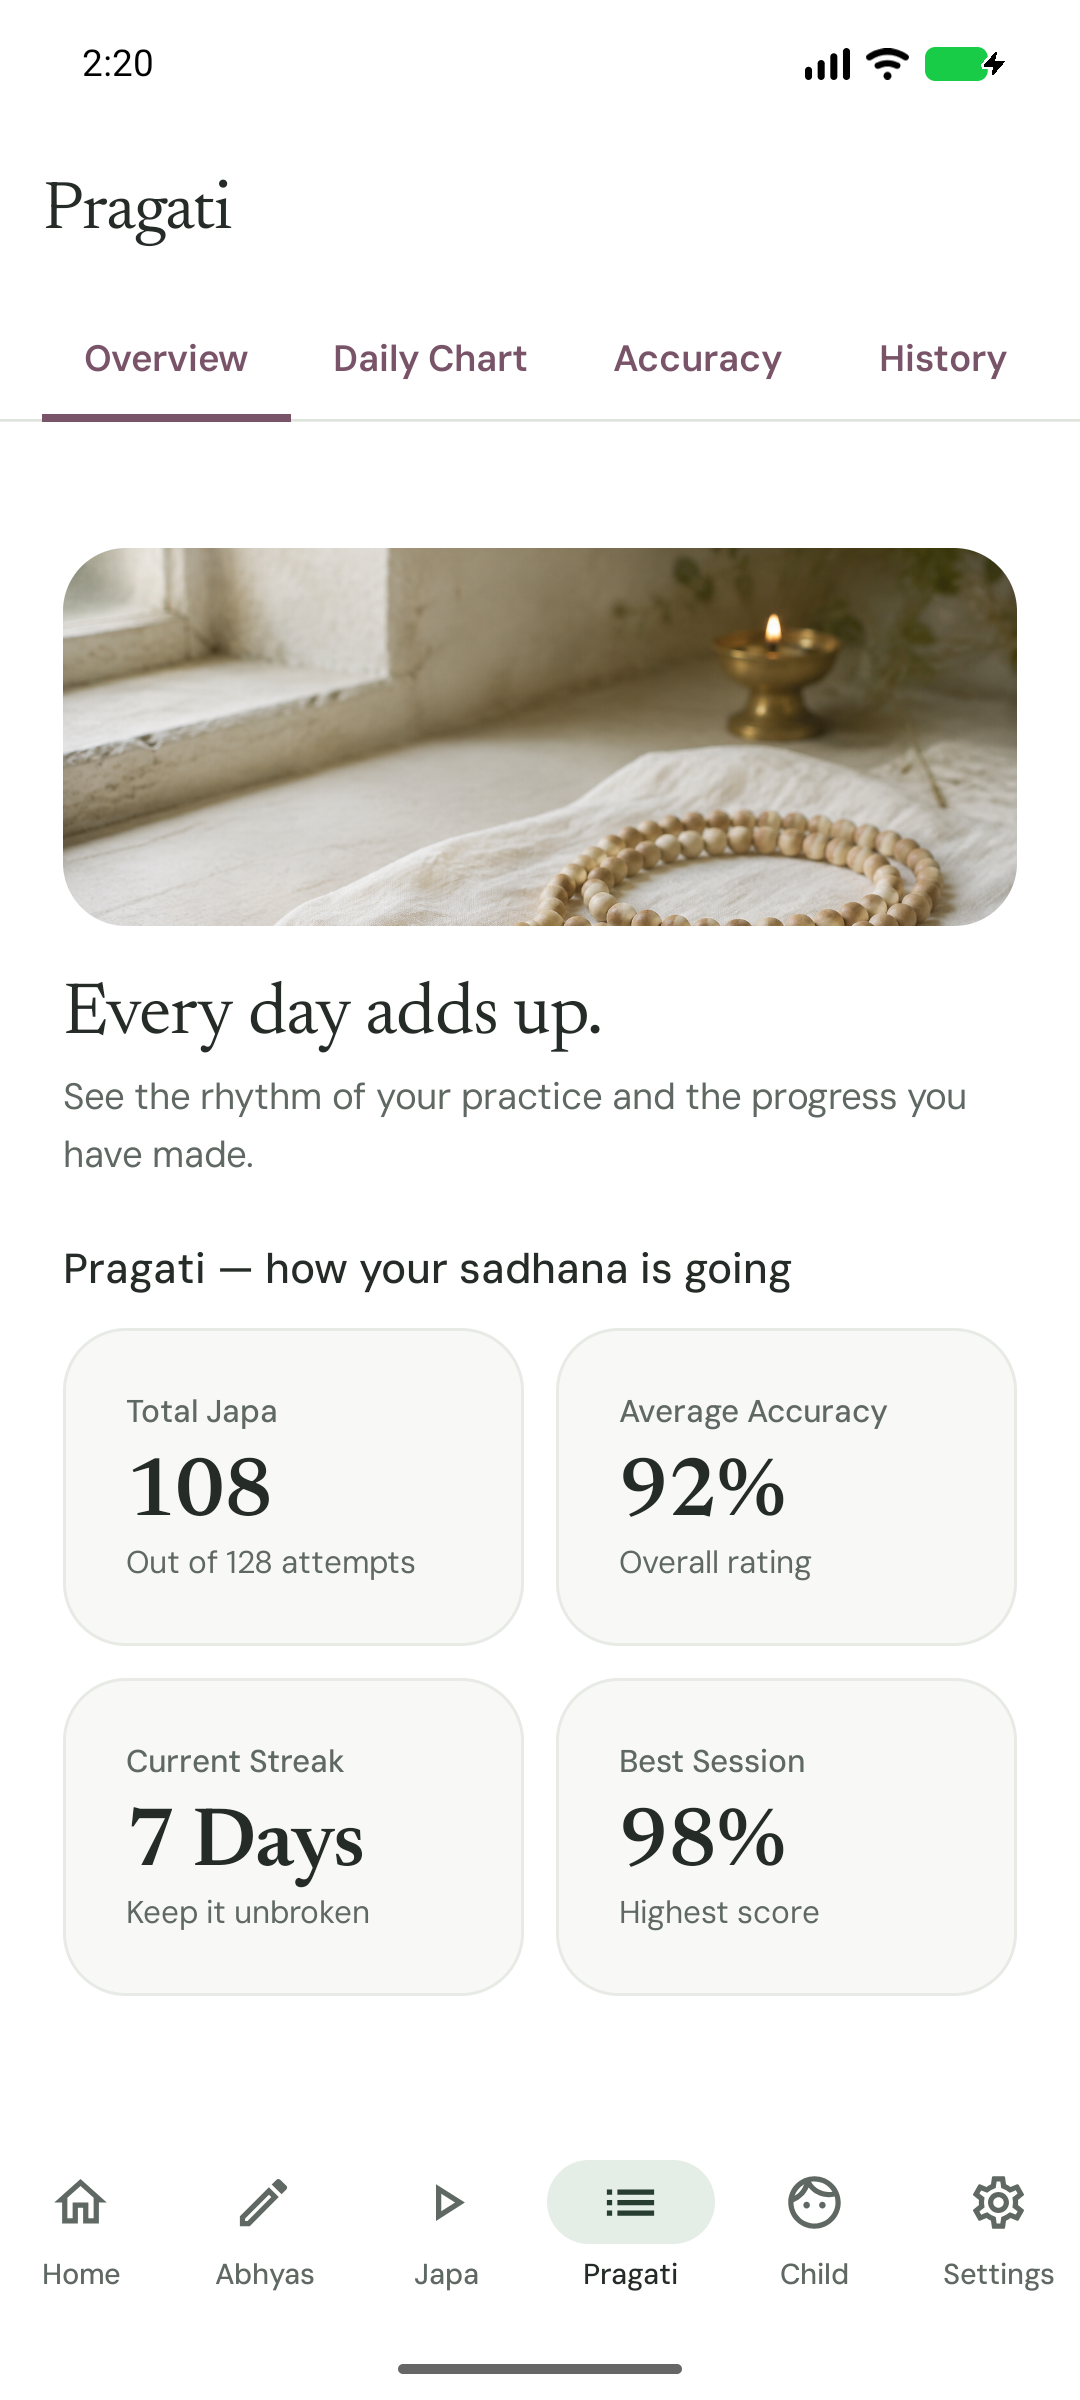 2:20
Pragati
Overview
Daily Chart
Accuracy
History
Every day adds up.
See the rhythm of your practice and the progress you
have made.
Pragati — how your sadhana is going
Total Japa
108
Out of 128 attempts
Average Accuracy
92%
Overall rating
Current Streak
7 Days
Keep it unbroken
Best Session
98%
Highest score
Home
Abhyas
Japa
Pragati
Child
Settings